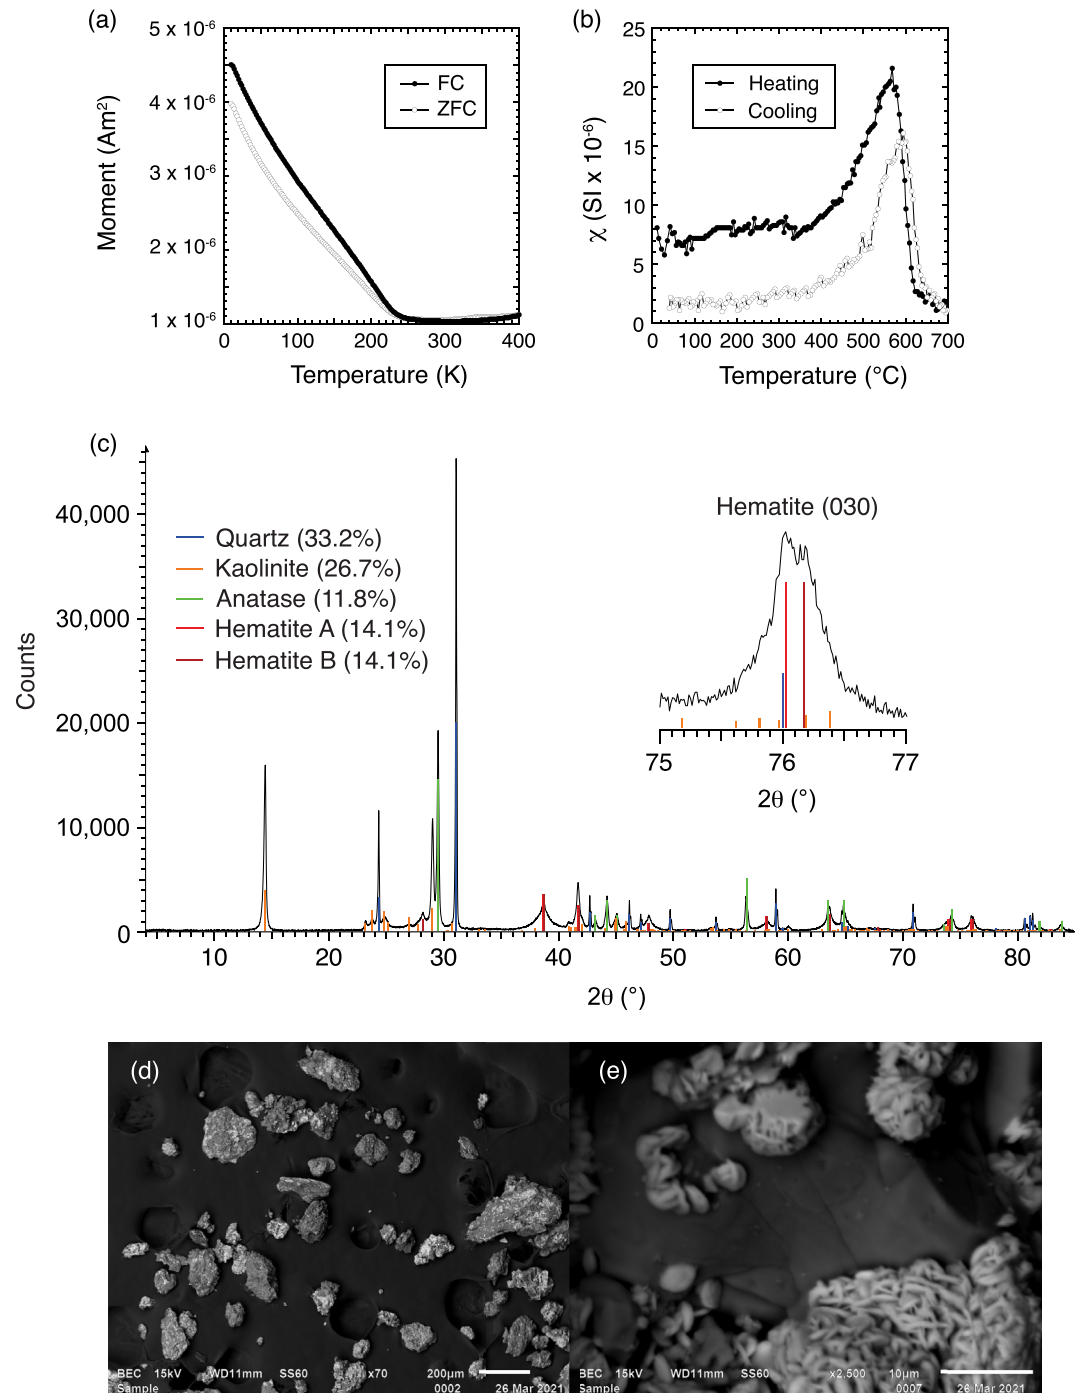 (a)
5 x 10⁻⁶
4 x 10⁻⁶
3 x 10⁻⁶
2 x 10⁻⁶
1 x 10⁻⁶
Moment (Am²)
FC
ZFC
0 100 200 300 400
Temperature (K)
(b)
25
20
15
10
5
0
χ (SI x 10⁻⁶)
Heating
Cooling
0 100 200 300 400 500 600 700
Temperature (°C)
(c)
40,000
30,000
20,000
10,000
0
Counts
Quartz (33.2%)
Kaolinite (26.7%)
Anatase (11.8%)
Hematite A (14.1%)
Hematite B (14.1%)
Hematite (030)
75 76 77
2θ (°)
10 20 30 40 50 60 70 80
2θ (°)
(d)
BEC 15kV WD11mm SS60 x70 200µm
Sample 0002 26 Mar 2021
(e)
BEC 15kV WD11mm SS60 x2,500 10µm
Sample 0007 26 Mar 2021